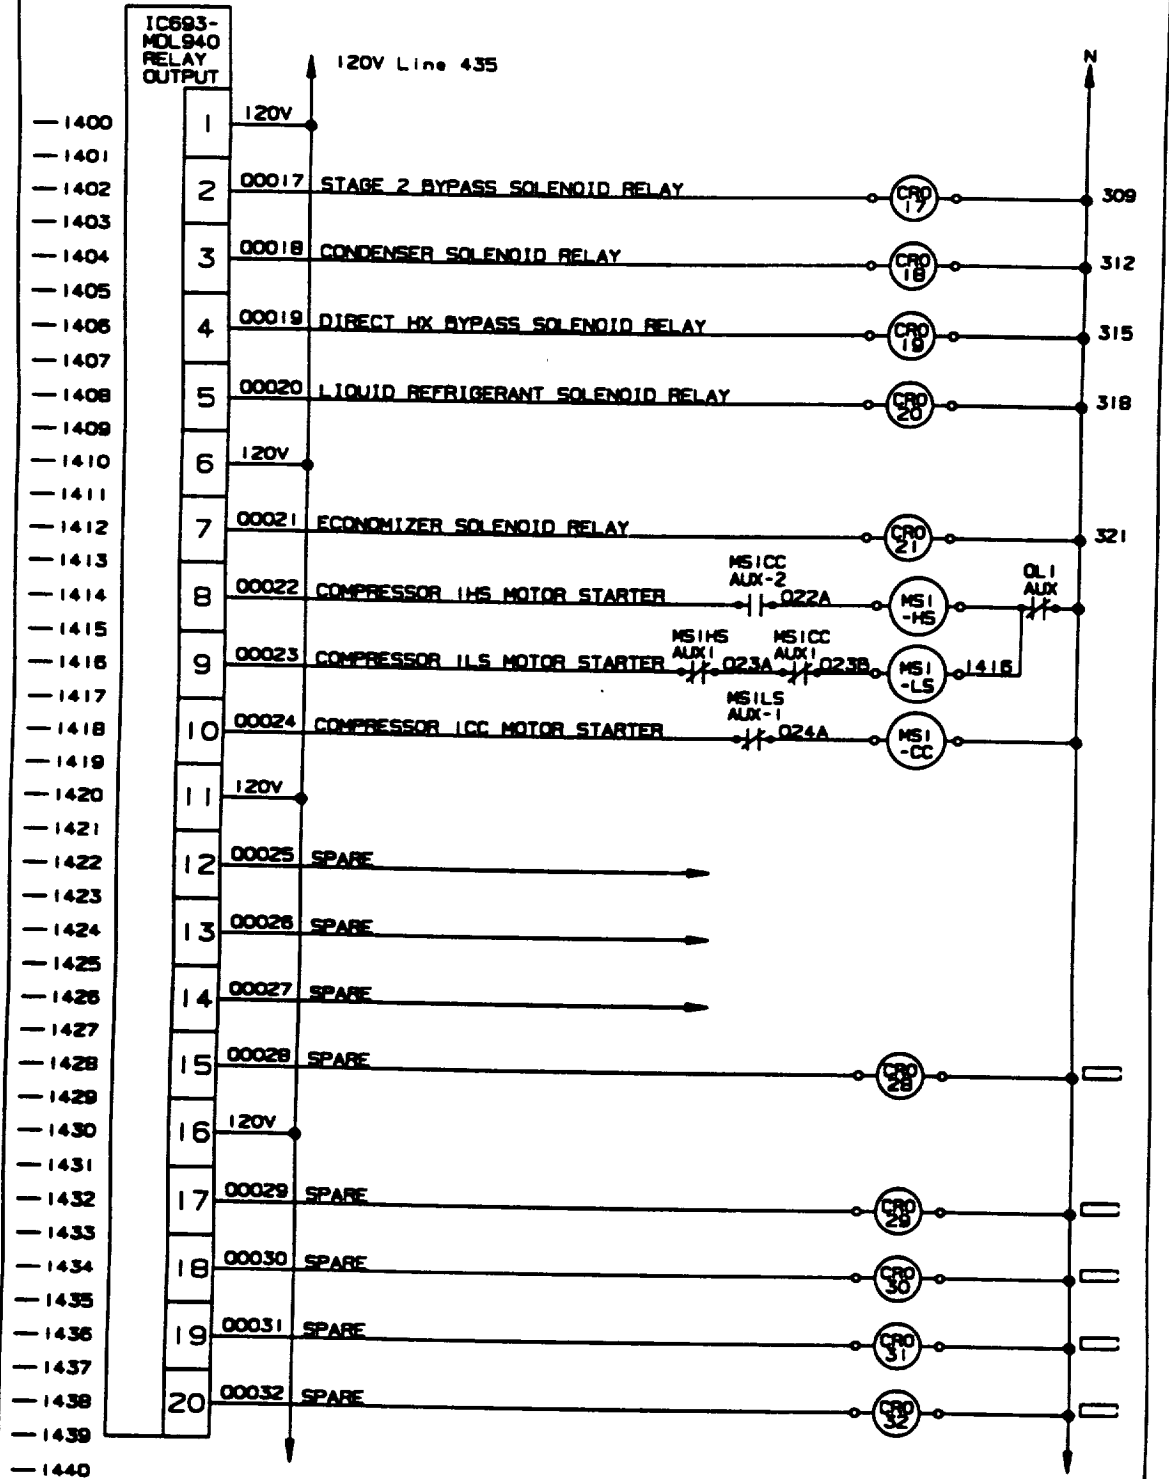 IC693-
MDL940
RELAY
OUTPUT
120V Line 435
N
1400 1 120V
1401
1402 2 00017 STAGE 2 BYPASS SOLENOID RELAY CRO 17 309
1403
1404 3 00018 CONDENSER SOLENOID RELAY CRO 18 312
1405
1406 4 00019 DIRECT HX BYPASS SOLENOID RELAY CRO 19 315
1407
1408 5 00020 LIQUID REFRIGERANT SOLENOID RELAY CRO 20 318
1409
1410 6 120V
1411
1412 7 00021 ECONOMIZER SOLENOID RELAY CRO 21 321
1413
MS1CC
AUX-2
OL1
AUX
1414 8 00022 COMPRESSOR 1HS MOTOR STARTER 022A MS1 -HS
1415
MS1HS
AUX1
MS1CC
AUX1
1416 9 00023 COMPRESSOR 1LS MOTOR STARTER 023A 023B MS1 -LS 1416
1417
MS1LS
AUX-1
1418 10 00024 COMPRESSOR 1CC MOTOR STARTER 024A MS1 -CC
1419
1420 11 120V
1421
1422 12 00025 SPARE
1423
1424 13 00026 SPARE
1425
1426 14 00027 SPARE
1427
1428 15 00028 SPARE CRO 28
1429
1430 16 120V
1431
1432 17 00029 SPARE CRO 29
1433
1434 18 00030 SPARE CRO 30
1435
1436 19 00031 SPARE CRO 31
1437
1438 20 00032 SPARE CRO 32
1439
1440